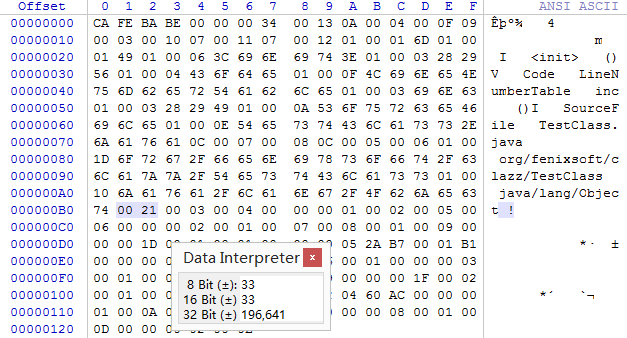 Offset 0 1 2 3 4 5 6 7 8 9 A B C D E F ANSI ASCII
00000000 CA FE BA BE 00 00 00 34 00 13 0A 00 04 00 0F 09 Êþº¾ 4
00000010 00 03 00 10 07 00 11 07 00 12 01 00 01 6D 01 00 m
00000020 01 49 01 00 06 3C 69 6E 69 74 3E 01 00 03 28 29 I <init> ()
00000030 56 01 00 04 43 6F 64 65 01 00 0F 4C 69 6E 65 4E V Code LineN
00000040 75 6D 62 65 72 54 61 62 6C 65 01 00 03 69 6E 63 umberTable inc
00000050 01 00 03 28 29 49 01 00 0A 53 6F 75 72 63 65 46 ()I SourceF
00000060 69 6C 65 01 00 0E 54 65 73 74 43 6C 61 73 73 2E ile TestClass.
00000070 6A 61 76 61 0C 00 07 00 08 0C 00 05 00 06 01 00 java
00000080 1D 6F 72 67 2F 66 65 6E 69 78 73 6F 66 74 2F 63 org/fenixsoft/c
00000090 6C 61 7A 7A 2F 54 65 73 74 43 6C 61 73 73 01 00 lazz/TestClass
000000A0 10 6A 61 76 61 2F 6C 61 6E 67 2F 4F 62 6A 65 63 java/lang/Objec
000000B0 74 00 21 00 03 00 04 00 00 00 01 00 02 00 05 00 t !
000000C0 06 00 00 00 02 00 01 00 07 00 08 00 01 00 09 00
000000D0 00 00 1D 05 2A B7 00 01 B1 *· ±
000000E0 00 00 00 00 01 00 00 00 03
000000F0 00 01 00 00 00 00 1F 00 02
00000100 00 01 00 04 60 AC 00 00 00 *´ `¬
00000110 01 00 0A 00 00 00 08 00 01 00
00000120 0D 00 00
Data Interpreter x
8 Bit (±): 33
16 Bit (±) 33
32 Bit (±) 196,641